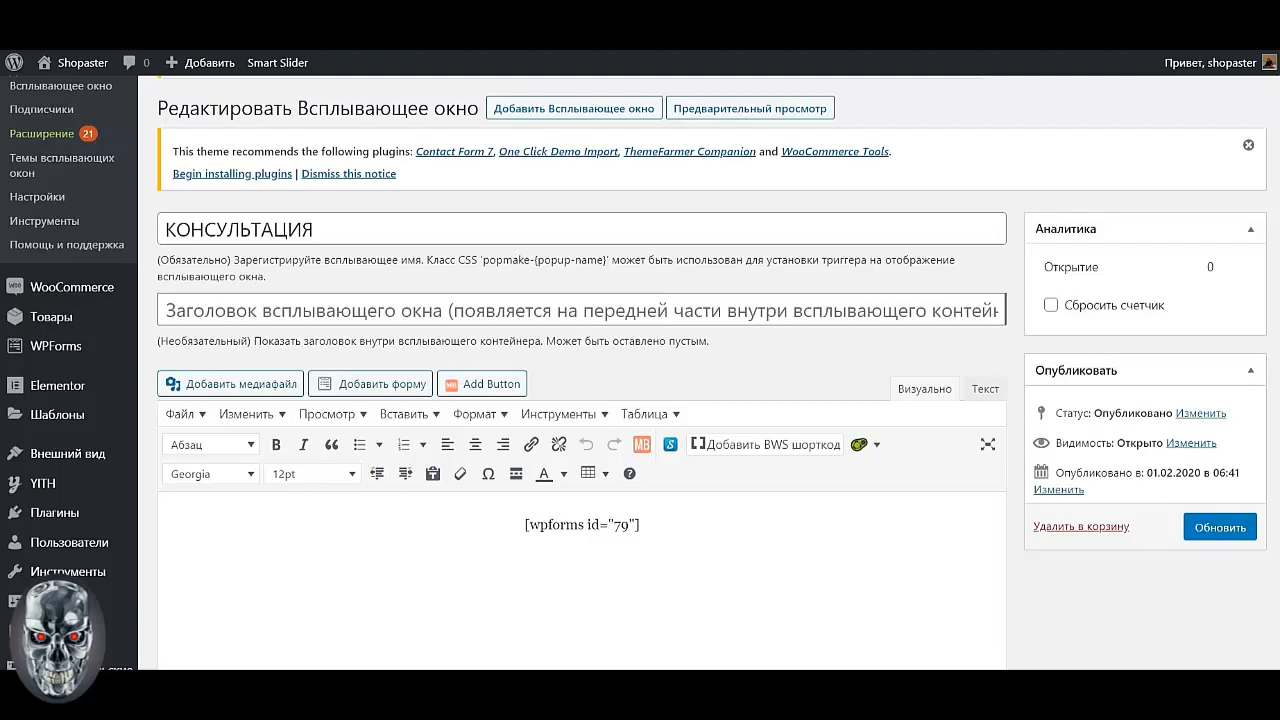 Shopaster
0
Добавить
Smart Slider
Привет, shopaster
Всплывающее окно
Подписчики
Расширение 21
Темы всплывающих
окон
Настройки
Инструменты
Помощь и поддержка
WooCommerce
Товары
WPForms
Elementor
Шаблоны
Внешний вид
YITH
Плагины
Пользователи
Инструменты
Редактировать Всплывающее окно
Добавить Всплывающее окно
Предварительный просмотр
This theme recommends the following plugins: Contact Form 7, One Click Demo Import, ThemeFarmer Companion and WooCommerce Tools.
Begin installing plugins | Dismiss this notice
КОНСУЛЬТАЦИЯ
(Обязательно) Зарегистрируйте всплывающее имя. Класс CSS 'popmake-{popup-name}' может быть использован для установки триггера на отображение
всплывающего окна.
Заголовок всплывающего окна (появляется на передней части внутри всплывающего контейн
(Необязательный) Показать заголовок внутри всплывающего контейнера. Может быть оставлено пустым.
Добавить медиафайл
Добавить форму
MB Add Button
Визуально
Текст
Файл
Изменить
Просмотр
Вставить
Формат
Инструменты
Таблица
Абзац
B I
MB
S
Добавить BWS шорткод
Georgia
12pt
Ω
A
[wpforms id="79"]
Аналитика
Открытие 0
Сбросить счетчик
Опубликовать
Статус: Опубликовано Изменить
Видимость: Открыто Изменить
Опубликовано в: 01.02.2020 в 06:41
Изменить
Удалить в корзину
Обновить